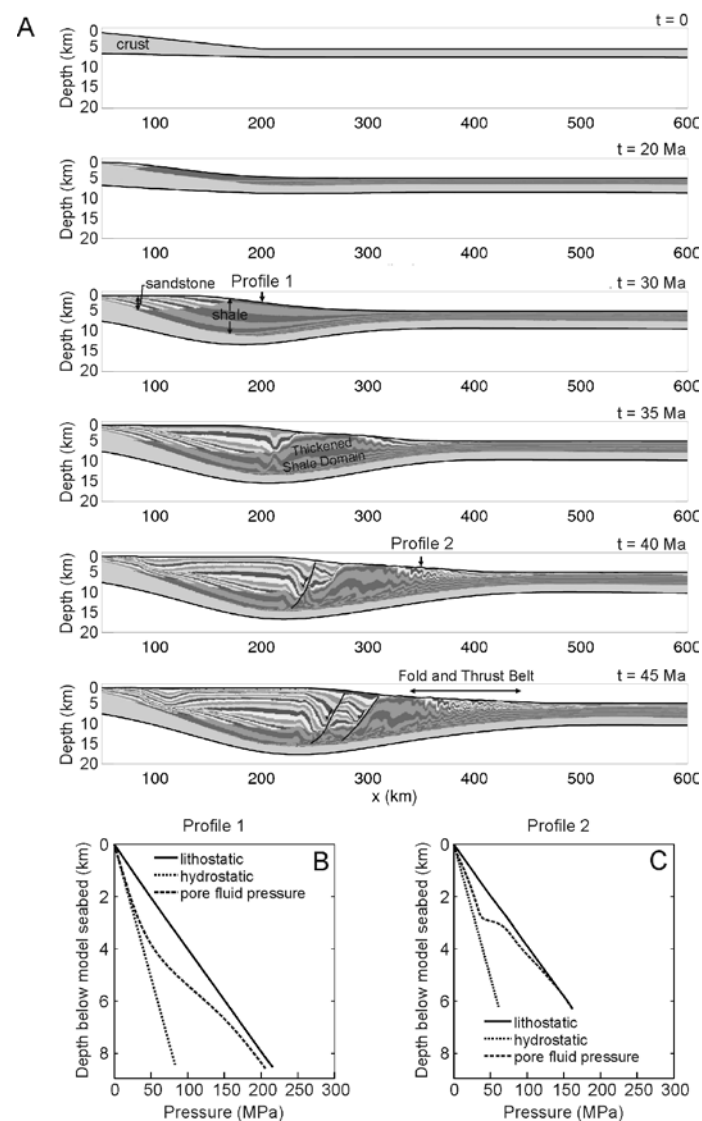 A
t = 0
crust
Depth (km)
0
5
10
15
20
100 200 300 400 500 600
t = 20 Ma
Depth (km)
0
5
10
15
20
100 200 300 400 500 600
t = 30 Ma
sandstone
Profile 1
shale
Depth (km)
0
5
10
15
20
100 200 300 400 500 600
t = 35 Ma
Thickened
Shale Domain
Depth (km)
0
5
10
15
20
100 200 300 400 500 600
Profile 2
t = 40 Ma
Depth (km)
0
5
10
15
20
100 200 300 400 500 600
Fold and Thrust Belt
t = 45 Ma
Depth (km)
0
5
10
15
20
100 200 300 400 500 600
x (km)
Profile 1
B
lithostatic
hydrostatic
pore fluid pressure
Depth below model seabed (km)
0
2
4
6
8
0 50 100 150 200 250 300
Pressure (MPa)
Profile 2
C
lithostatic
hydrostatic
pore fluid pressure
Depth below model seabed (km)
0
2
4
6
8
0 50 100 150 200 250 300
Pressure (MPa)